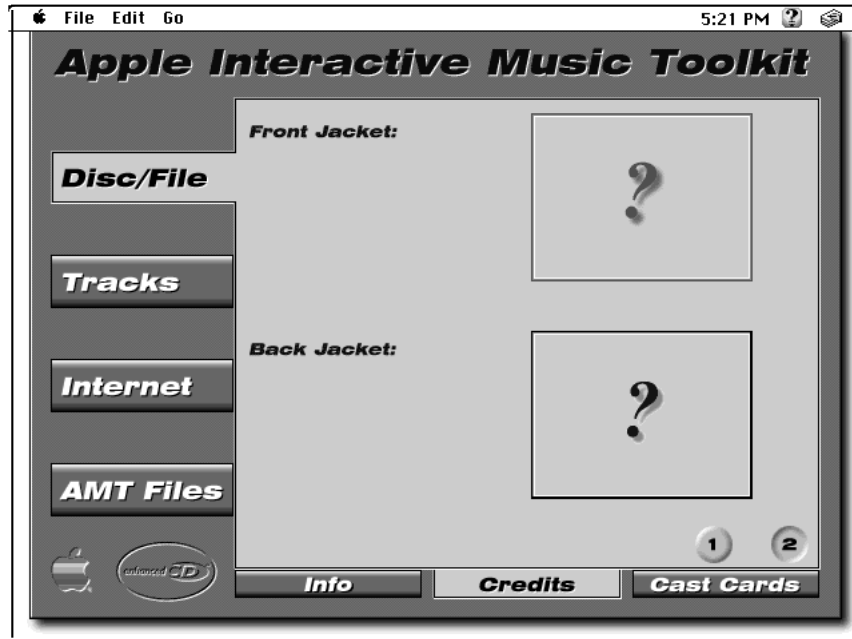 File Edit Go 5:21 PM
Apple Interactive Music Toolkit
Front Jacket:
Disc/File
?
Tracks
Back Jacket:
Internet
?
AMT Files
1 2
enhanced CD
Info Credits Cast Cards